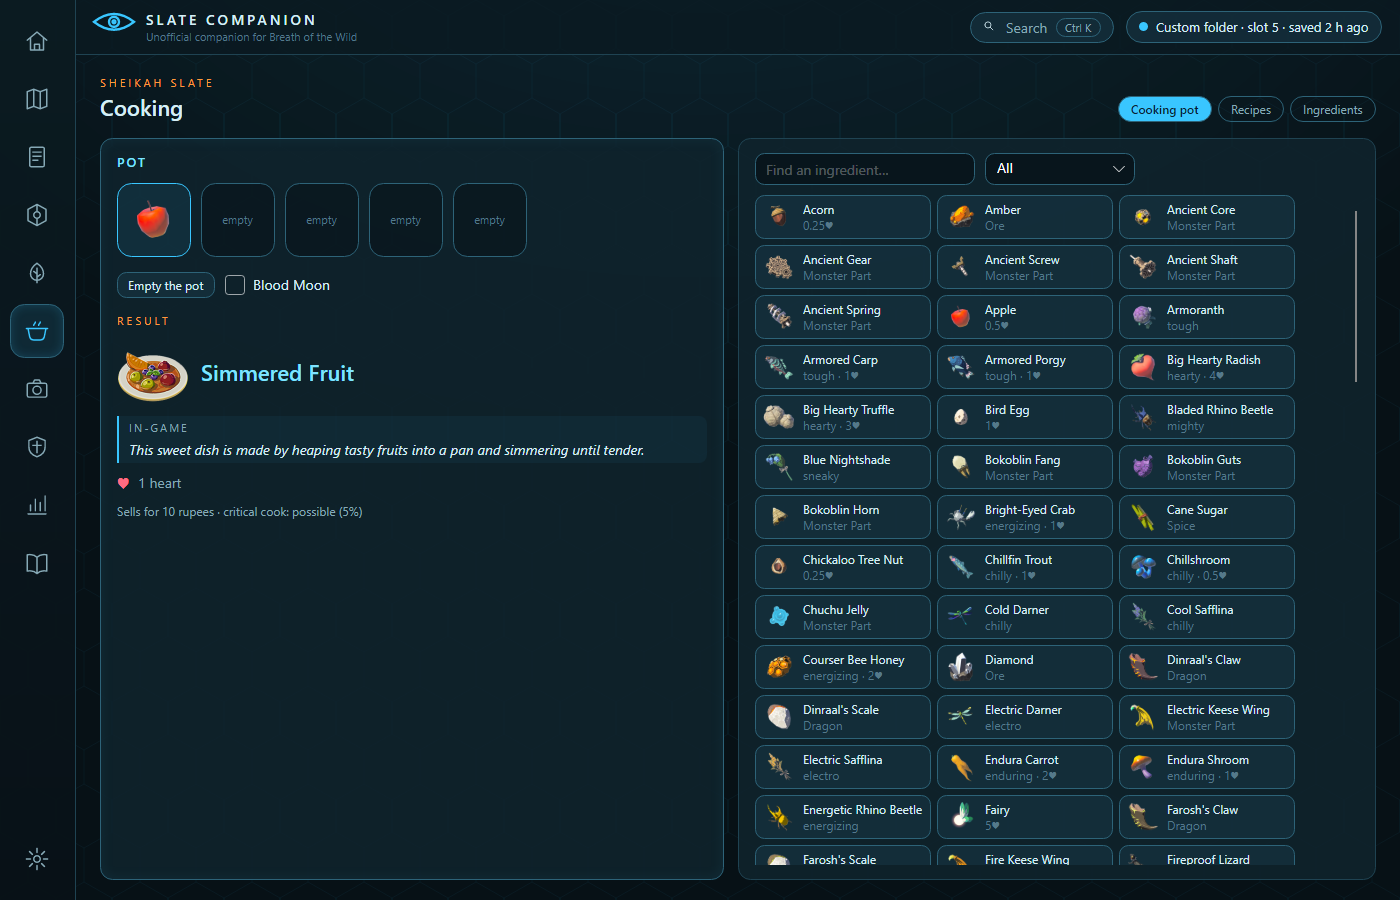 SLATE COMPANION
Unofficial companion for Breath of the Wild
Search Ctrl K
Custom folder · slot 5 · saved 2 h ago
SHEIKAH SLATE
Cooking
Cooking pot
Recipes
Ingredients
POT
empty
empty
empty
empty
Empty the pot
Blood Moon
RESULT
Simmered Fruit
IN-GAME
This sweet dish is made by heaping tasty fruits into a pan and simmering until tender.
♥ 1 heart
Sells for 10 rupees · critical cook: possible (5%)
Find an ingredient...
All
Acorn
0.25♥
Amber
Ore
Ancient Core
Monster Part
Ancient Gear
Monster Part
Ancient Screw
Monster Part
Ancient Shaft
Monster Part
Ancient Spring
Monster Part
Apple
0.5♥
Armoranth
tough
Armored Carp
tough · 1♥
Armored Porgy
tough · 1♥
Big Hearty Radish
hearty · 4♥
Big Hearty Truffle
hearty · 3♥
Bird Egg
1♥
Bladed Rhino Beetle
mighty
Blue Nightshade
sneaky
Bokoblin Fang
Monster Part
Bokoblin Guts
Monster Part
Bokoblin Horn
Monster Part
Bright-Eyed Crab
energizing · 1♥
Cane Sugar
Spice
Chickaloo Tree Nut
0.25♥
Chillfin Trout
chilly · 1♥
Chillshroom
chilly · 0.5♥
Chuchu Jelly
Monster Part
Cold Darner
chilly
Cool Safflina
chilly
Courser Bee Honey
energizing · 2♥
Diamond
Ore
Dinraal's Claw
Dragon
Dinraal's Scale
Dragon
Electric Darner
electro
Electric Keese Wing
Monster Part
Electric Safflina
electro
Endura Carrot
enduring · 2♥
Endura Shroom
enduring · 1♥
Energetic Rhino Beetle
energizing
Fairy
5♥
Farosh's Claw
Dragon
Farosh's Scale
Fire Keese Wing
Fireproof Lizard